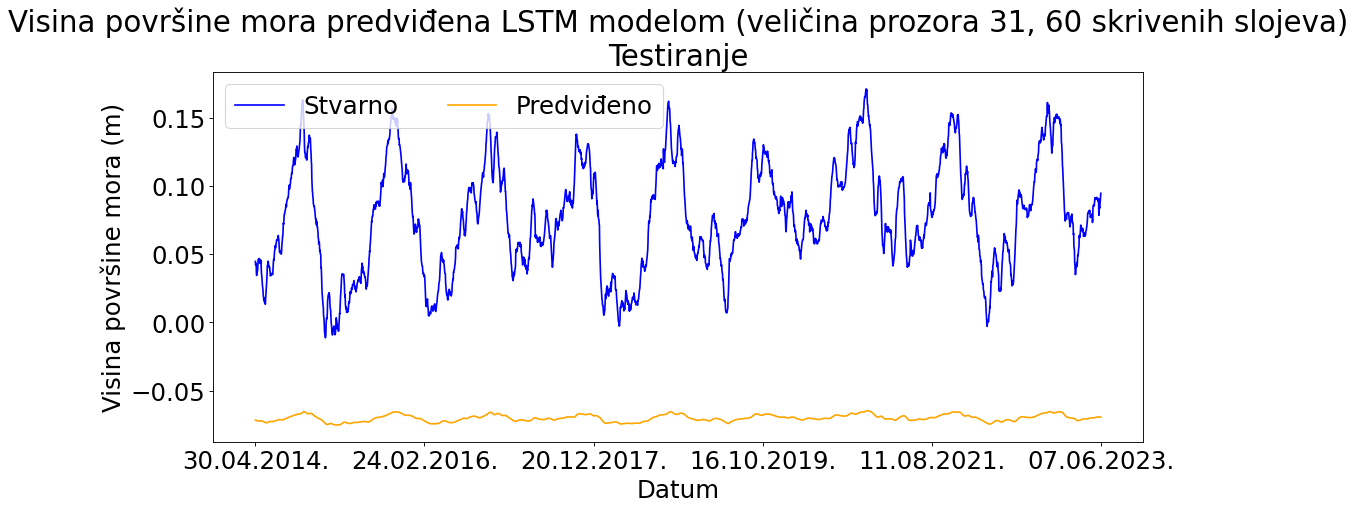 Visina površine mora predviđena LSTM modelom (veličina prozora 31, 60 skrivenih slojeva)
Testiranje
Stvarno
Predviđeno
Visina površine mora (m)
0.15
0.10
0.05
0.00
−0.05
30.04.2014.
24.02.2016.
20.12.2017.
16.10.2019.
11.08.2021.
07.06.2023.
Datum